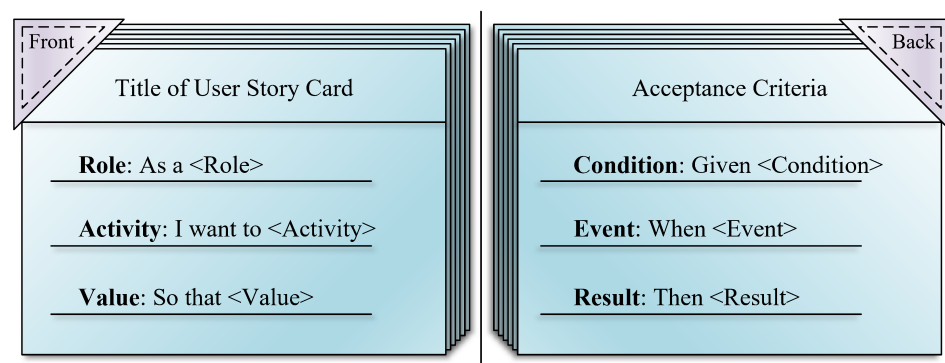 Front
Title of User Story Card
Role: As a <Role>
Activity: I want to <Activity>
Value: So that <Value>
Back
Acceptance Criteria
Condition: Given <Condition>
Event: When <Event>
Result: Then <Result>